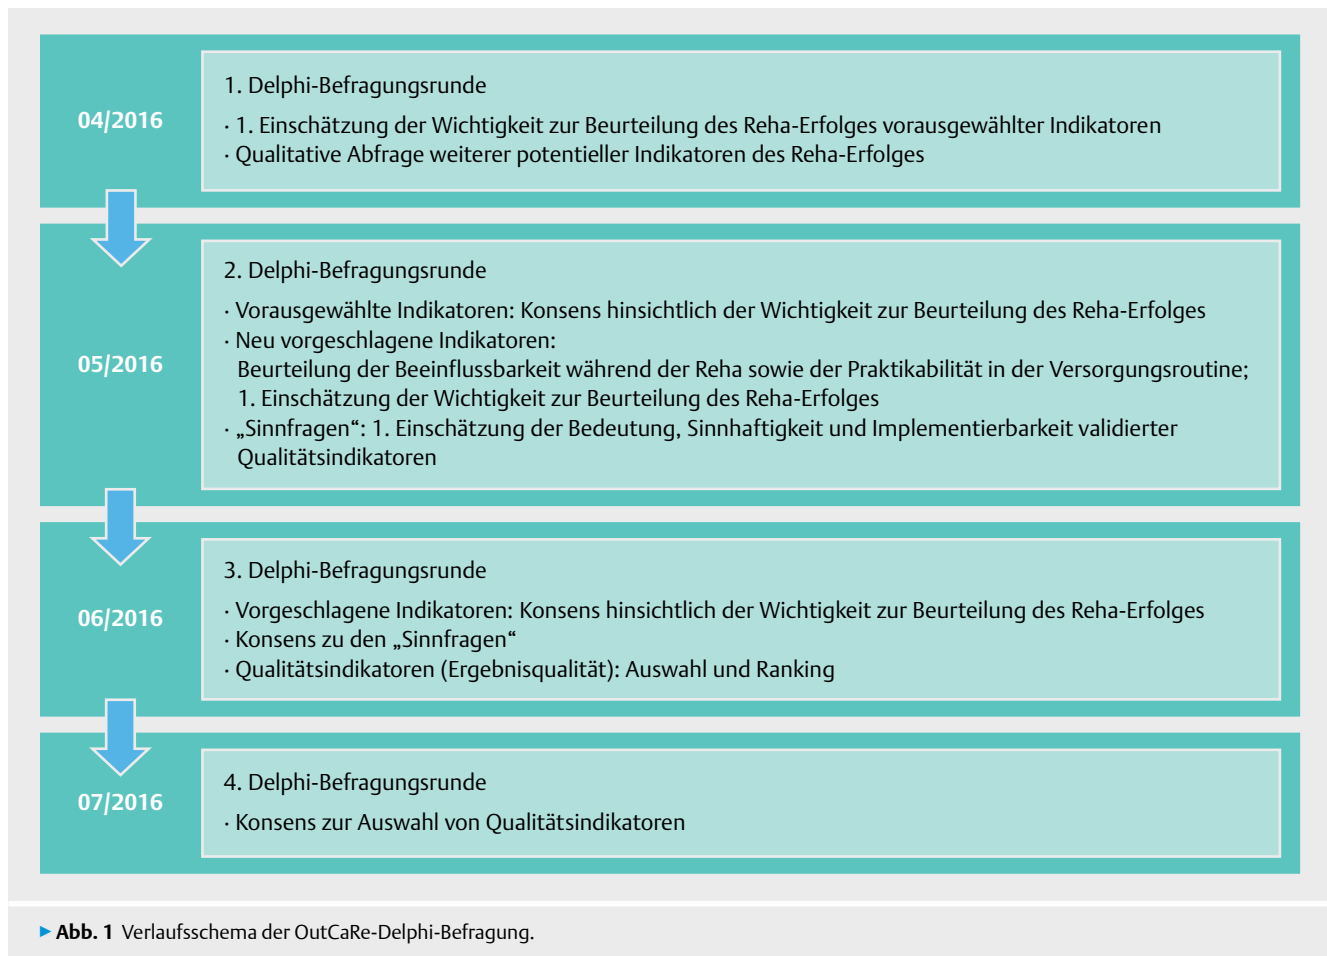 04/2016
1. Delphi-Befragungsrunde
· 1. Einschätzung der Wichtigkeit zur Beurteilung des Reha-Erfolges vorausgewählter Indikatoren
· Qualitative Abfrage weiterer potentieller Indikatoren des Reha-Erfolges
05/2016
2. Delphi-Befragungsrunde
· Vorausgewählte Indikatoren: Konsens hinsichtlich der Wichtigkeit zur Beurteilung des Reha-Erfolges
· Neu vorgeschlagene Indikatoren:
Beurteilung der Beeinflussbarkeit während der Reha sowie der Praktikabilität in der Versorgungsroutine;
1. Einschätzung der Wichtigkeit zur Beurteilung des Reha-Erfolges
· „Sinnfragen“: 1. Einschätzung der Bedeutung, Sinnhaftigkeit und Implementierbarkeit validierter
Qualitätsindikatoren
06/2016
3. Delphi-Befragungsrunde
· Vorgeschlagene Indikatoren: Konsens hinsichtlich der Wichtigkeit zur Beurteilung des Reha-Erfolges
· Konsens zu den „Sinnfragen“
· Qualitätsindikatoren (Ergebnisqualität): Auswahl und Ranking
07/2016
4. Delphi-Befragungsrunde
· Konsens zur Auswahl von Qualitätsindikatoren
▶ Abb. 1 Verlaufsschema der OutCaRe-Delphi-Befragung.